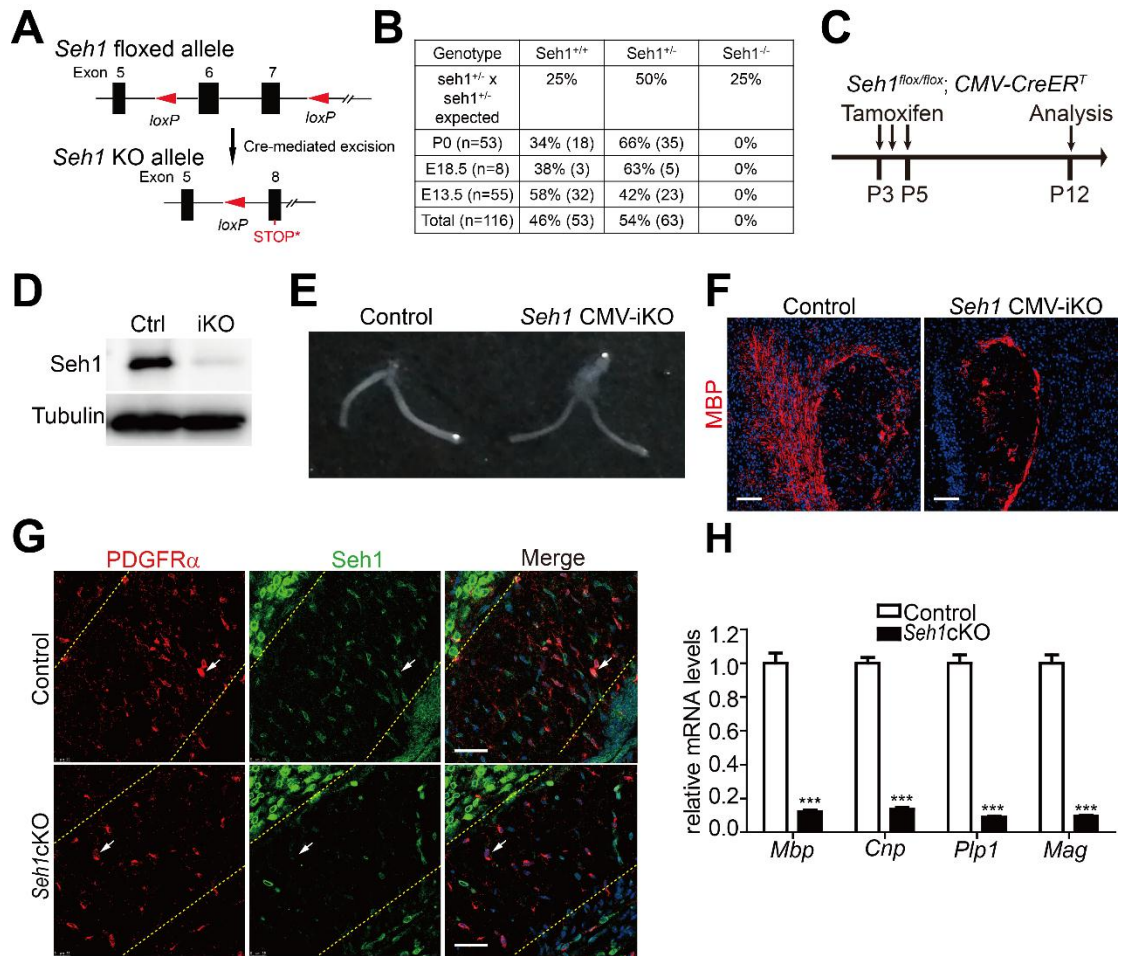 A
Seh1 floxed allele
Exon 5 6 7
loxP loxP
Cre-mediated excision
Seh1 KO allele
Exon 5 8
loxP
STOP*
B
Genotype Seh1+/+ Seh1+/- Seh1-/-
seh1+/- x seh1+/- expected 25% 50% 25%
P0 (n=53) 34% (18) 66% (35) 0%
E18.5 (n=8) 38% (3) 63% (5) 0%
E13.5 (n=55) 58% (32) 42% (23) 0%
Total (n=116) 46% (53) 54% (63) 0%
C
Seh1flox/flox; CMV-CreERT
Tamoxifen Analysis
P3 P5 P12
D
Ctrl iKO
Seh1
Tubulin
E
Control Seh1 CMV-iKO
F
Control Seh1 CMV-iKO
MBP
G
PDGFRα Seh1 Merge
Control
Seh1cKO
H
Control
Seh1cKO
relative mRNA levels
1.2
1.0
0.8
0.6
0.4
0.2
0.0
*** *** *** ***
Mbp Cnp Plp1 Mag